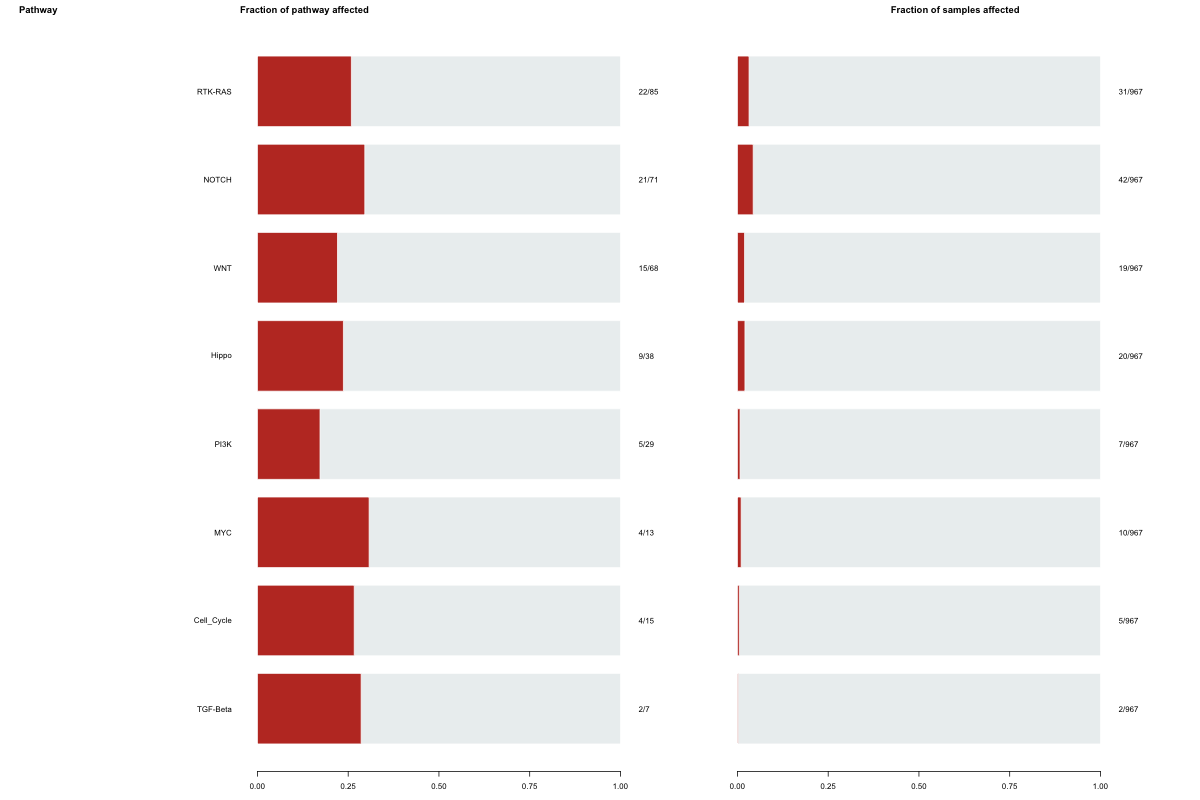 Pathway Fraction of pathway affected Fraction of samples affected
RTK-RAS 22/85 31/967
NOTCH 21/71 42/967
WNT 15/68 19/967
Hippo 9/38 20/967
PI3K 5/29 7/967
MYC 4/13 10/967
Cell_Cycle 4/15 5/967
TGF-Beta 2/7 2/967
0.00 0.25 0.50 0.75 1.00 0.00 0.25 0.50 0.75 1.00